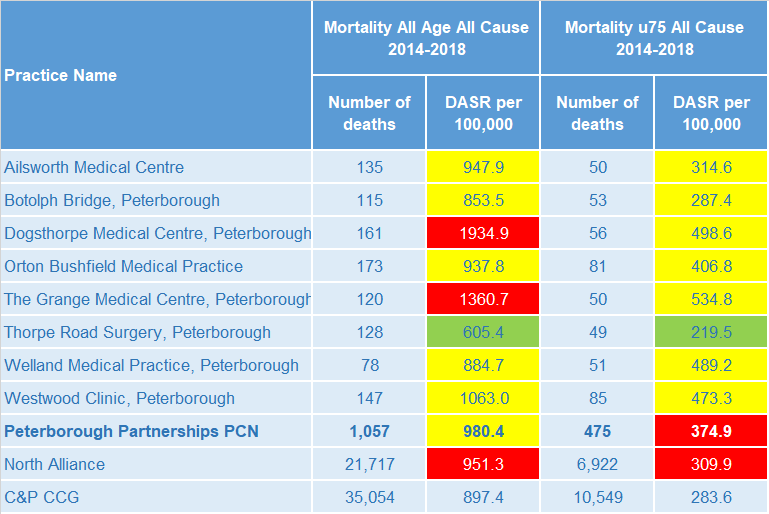 Practice Name
Mortality All Age All Cause
2014-2018
Mortality u75 All Cause
2014-2018
Number of
deaths
DASR per
100,000
Number of
deaths
DASR per
100,000
Ailsworth Medical Centre 135 947.9 50 314.6
Botolph Bridge, Peterborough 115 853.5 53 287.4
Dogsthorpe Medical Centre, Peterborough 161 1934.9 56 498.6
Orton Bushfield Medical Practice 173 937.8 81 406.8
The Grange Medical Centre, Peterborough 120 1360.7 50 534.8
Thorpe Road Surgery, Peterborough 128 605.4 49 219.5
Welland Medical Practice, Peterborough 78 884.7 51 489.2
Westwood Clinic, Peterborough 147 1063.0 85 473.3
Peterborough Partnerships PCN 1,057 980.4 475 374.9
North Alliance 21,717 951.3 6,922 309.9
C&P CCG 35,054 897.4 10,549 283.6